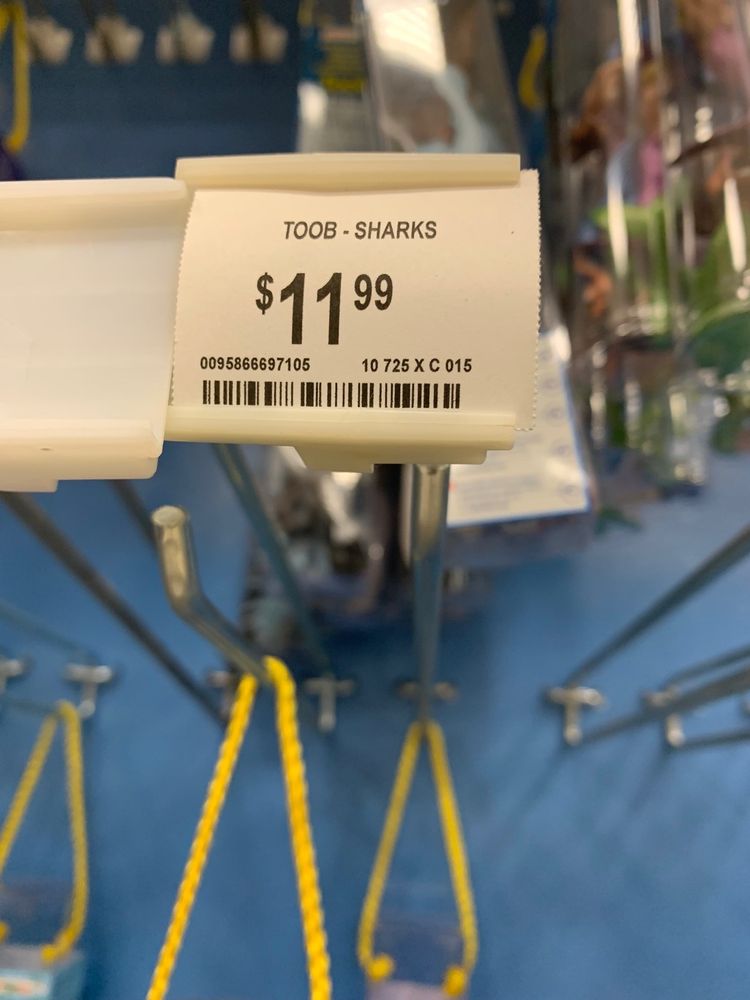 TOOB - SHARKS
$11 99
0095866697105 10 725 X C 015